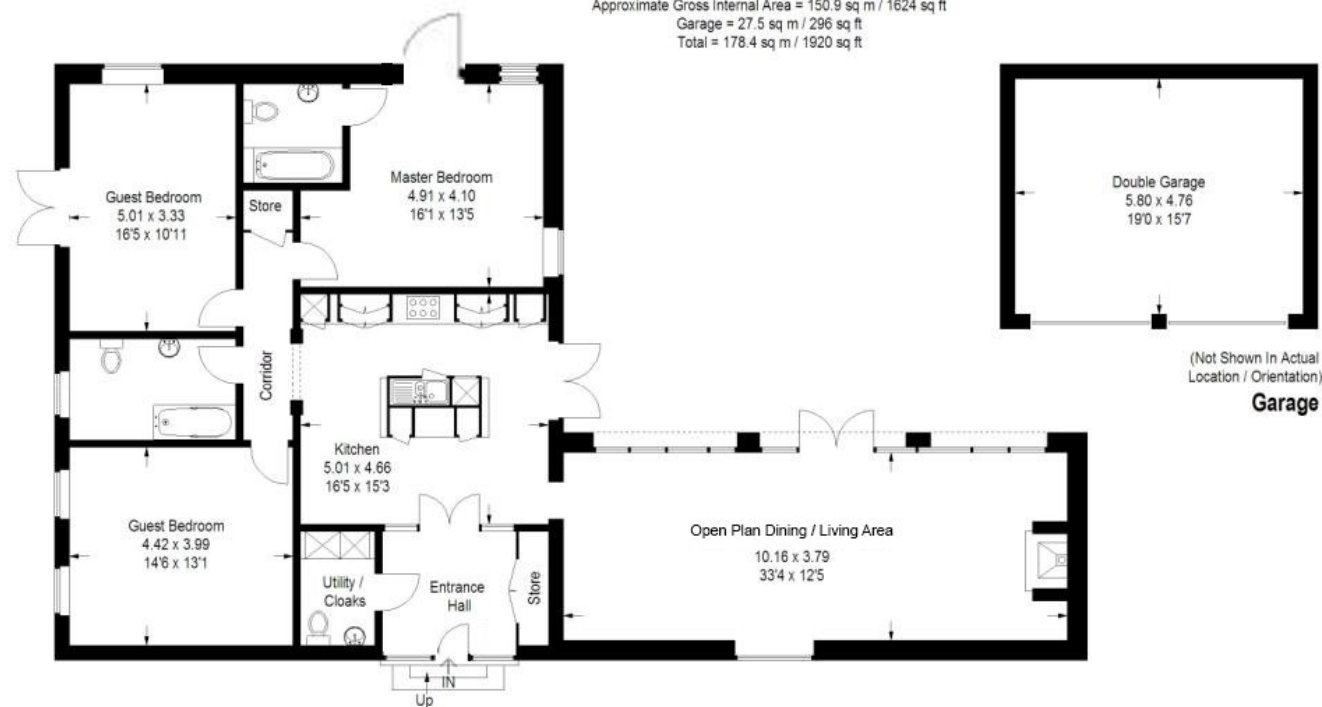 Approximate Gross Internal Area = 150.9 sq m / 1624 sq ft
Garage = 27.5 sq m / 296 sq ft
Total = 178.4 sq m / 1920 sq ft
Guest Bedroom
5.01 x 3.33
16'5 x 10'11
Store
Master Bedroom
4.91 x 4.10
16'1 x 13'5
Double Garage
5.80 x 4.76
19'0 x 15'7
(Not Shown In Actual
Location / Orientation)
Garage
Corridor
Kitchen
5.01 x 4.66
16'5 x 15'3
Guest Bedroom
4.42 x 3.99
14'6 x 13'1
Utility /
Cloaks
Entrance
Hall
Store
Open Plan Dining / Living Area
10.16 x 3.79
33'4 x 12'5
IN
Up